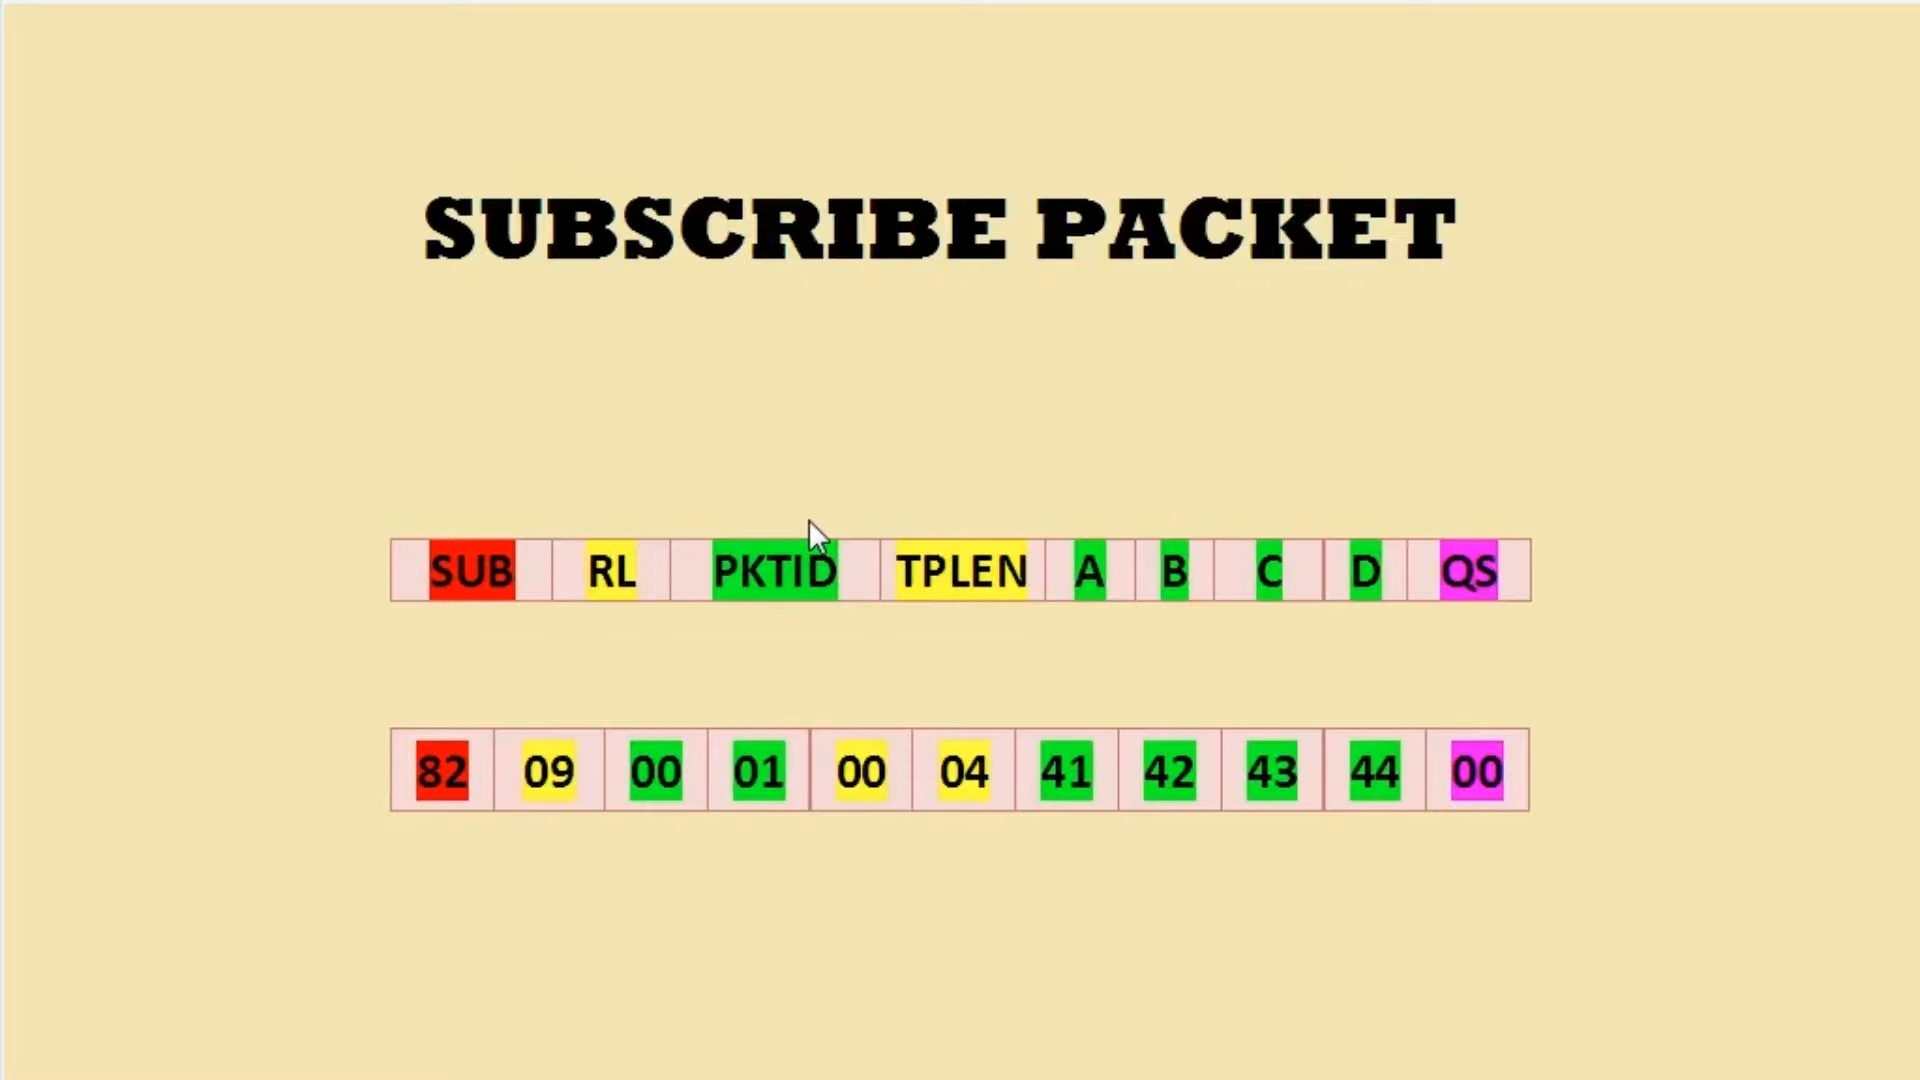 SUBSCRIBE PACKET
SUB RL PKTID TPLEN A B C D QS
82 09 00 01 00 04 41 42 43 44 00